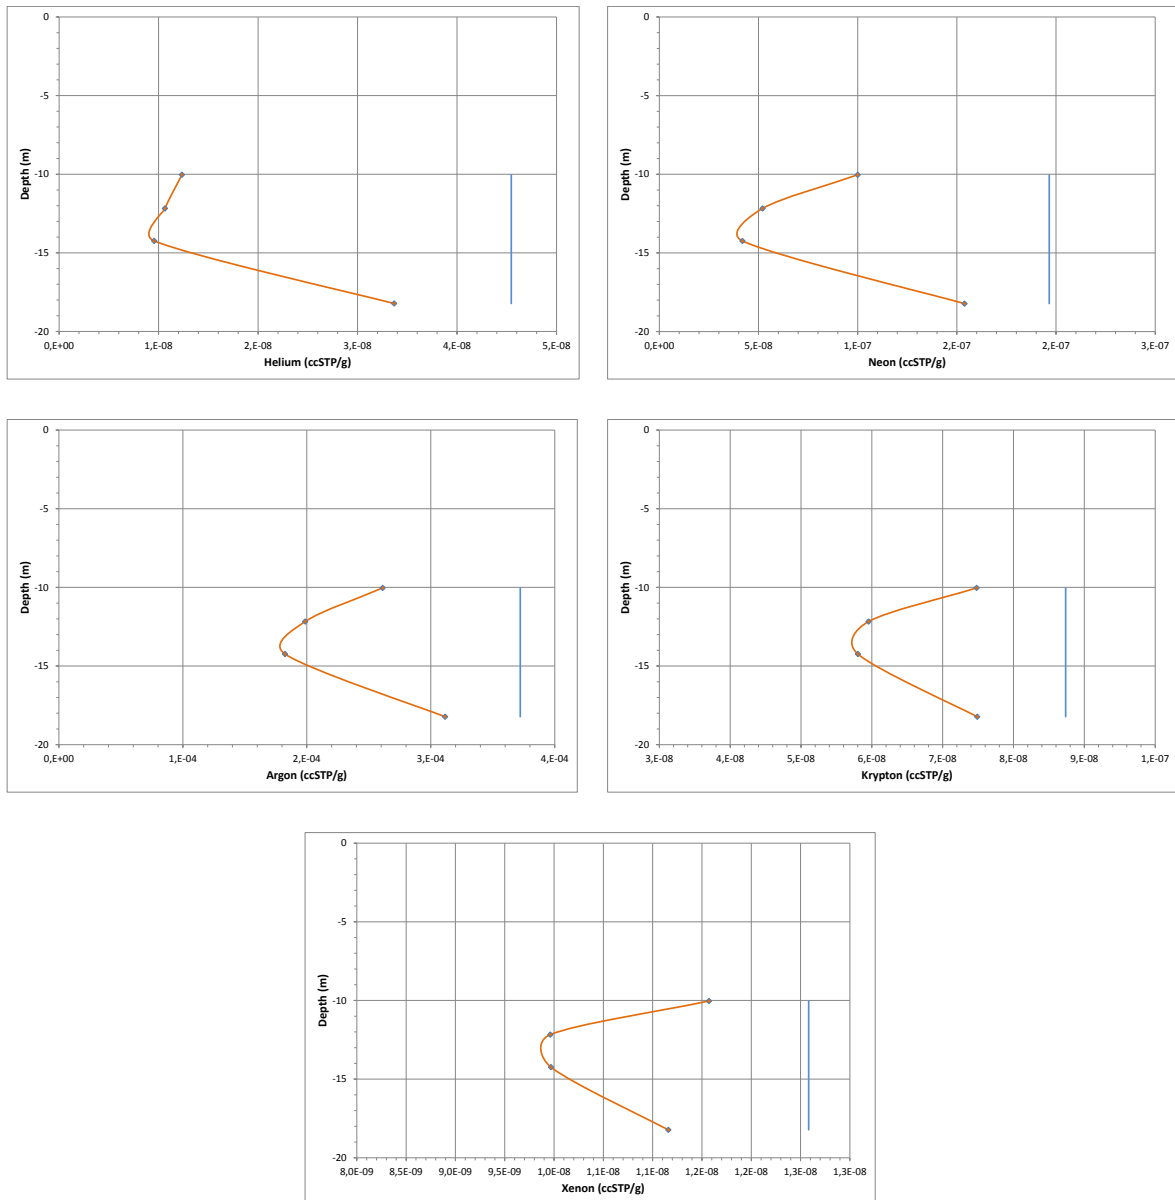 0
-5
-10
-15
-20
Depth (m)
0,E+00 1,E-08 2,E-08 3,E-08 4,E-08 5,E-08
Helium (ccSTP/g)
0
-5
-10
-15
-20
Depth (m)
0,E+00 5,E-08 1,E-07 2,E-07 2,E-07 3,E-07
Neon (ccSTP/g)
0
-5
-10
-15
-20
Depth (m)
0,E+00 1,E-04 2,E-04 3,E-04 4,E-04
Argon (ccSTP/g)
0
-5
-10
-15
-20
Depth (m)
3,E-08 4,E-08 5,E-08 6,E-08 7,E-08 8,E-08 9,E-08 1,E-07
Krypton (ccSTP/g)
0
-5
-10
-15
-20
Depth (m)
8,0E-09 8,5E-09 9,0E-09 9,5E-09 1,0E-08 1,1E-08 1,1E-08 1,2E-08 1,2E-08 1,3E-08 1,3E-08
Xenon (ccSTP/g)